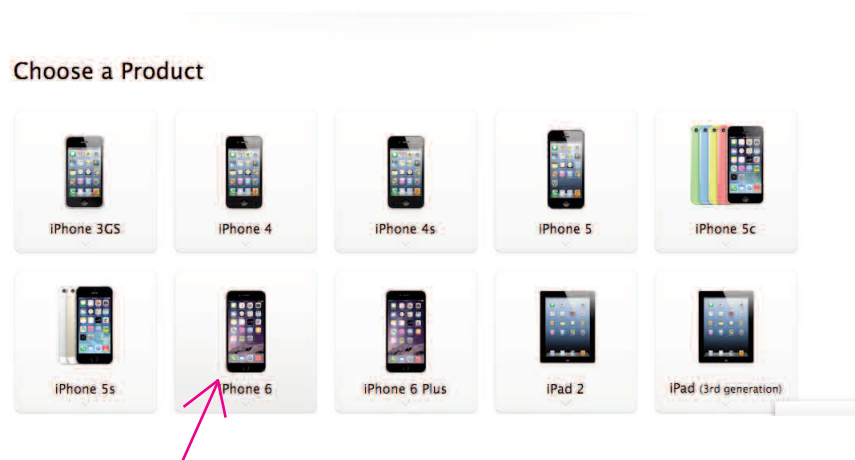 Choose a Product
iPhone 3GS
iPhone 4
iPhone 4s
iPhone 5
iPhone 5c
iPhone 5s
iPhone 6
iPhone 6 Plus
iPad 2
iPad (3rd generation)